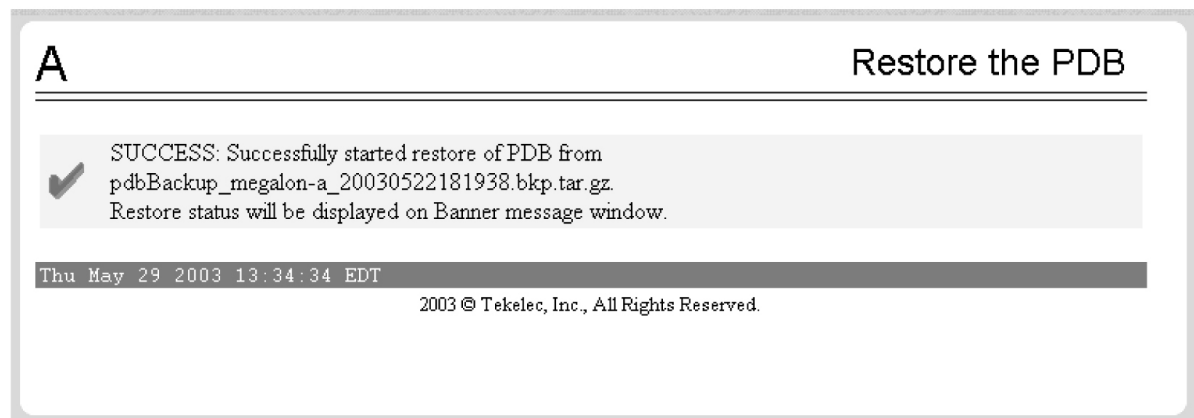 A
Restore the PDB
SUCCESS: Successfully started restore of PDB from
pdbBackup_megalon-a_20030522181938.bkp.tar.gz.
Restore status will be displayed on Banner message window.
Thu May 29 2003 13:34:34 EDT
2003 © Tekelec, Inc., All Rights Reserved.